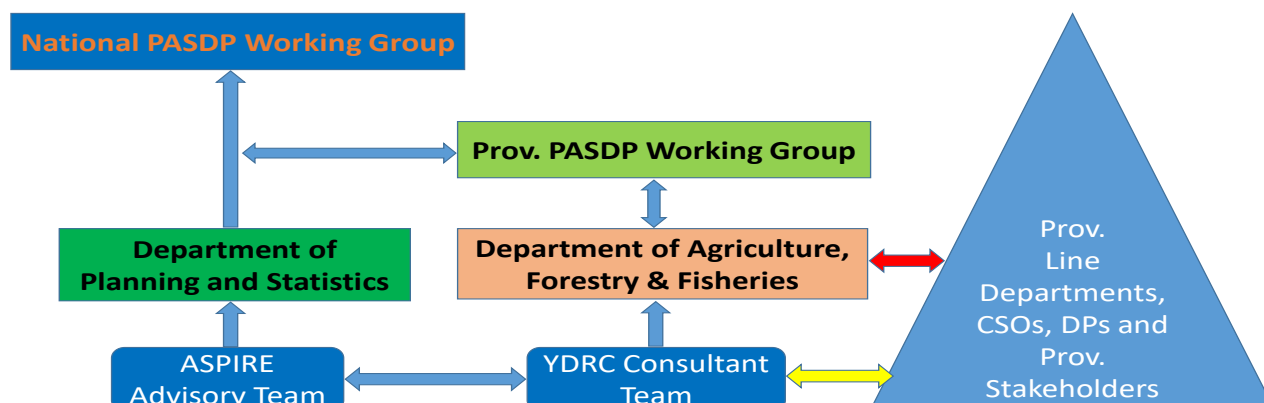 National PASDP Working Group
Prov. PASDP Working Group
Department of
Planning and Statistics
Department of Agriculture,
Forestry & Fisheries
Prov.
Line
Departments,
CSOs, DPs and
Prov.
Stakeholders
ASPIRE
Advisory Team
YDRC Consultant
Team